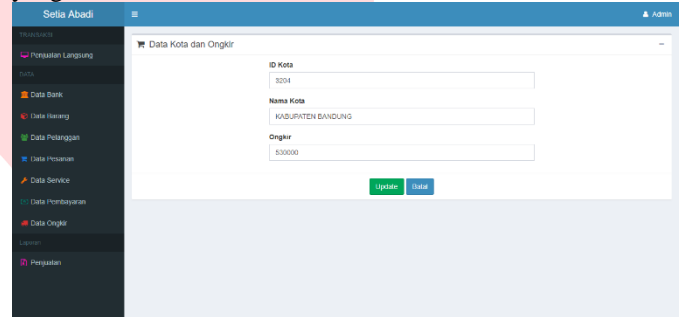 Setia Abadi
Admin
TRANSAKSI
Penjualan Langsung
DATA
Data Bank
Data Barang
Data Pelanggan
Data Pesanan
Data Service
Data Pembayaran
Data Ongkir
Laporan
Penjualan
Data Kota dan Ongkir
ID Kota
3204
Nama Kota
KABUPATEN BANDUNG
Ongkir
530000
Update Batal